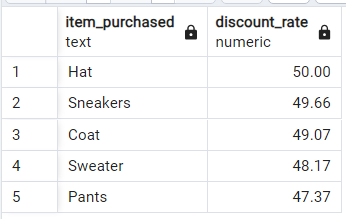 item_purchased discount_rate
text numeric
1 Hat 50.00
2 Sneakers 49.66
3 Coat 49.07
4 Sweater 48.17
5 Pants 47.37